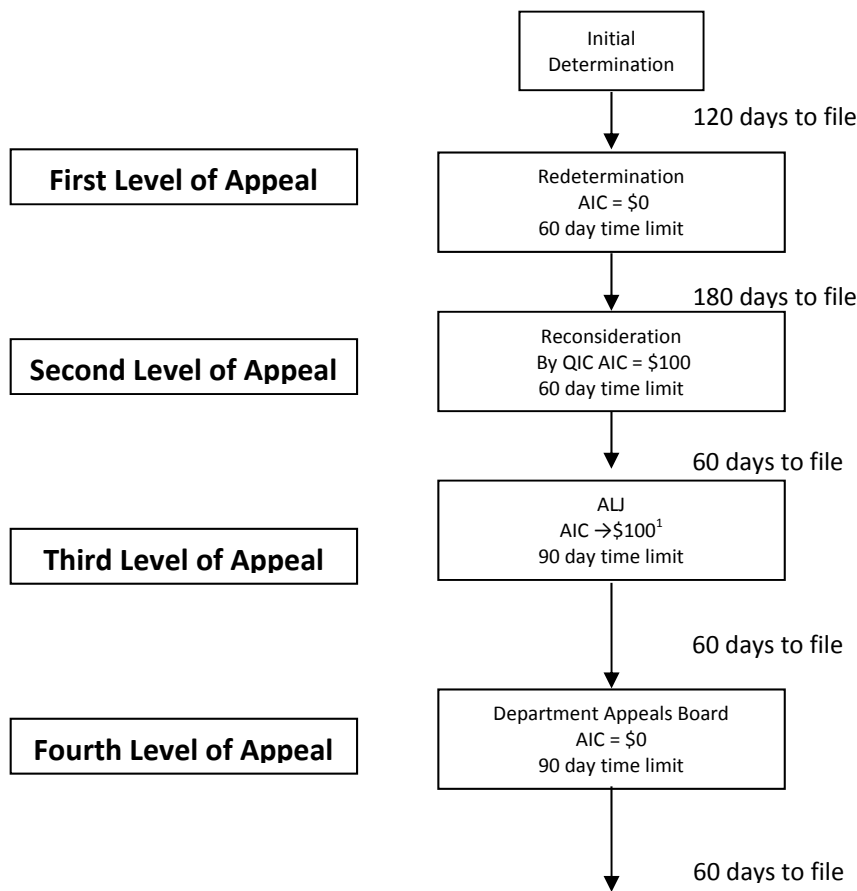 Initial
Determination
120 days to file
First Level of Appeal
Redetermination
AIC = $0
60 day time limit
180 days to file
Second Level of Appeal
Reconsideration
By QIC AIC = $100
60 day time limit
60 days to file
Third Level of Appeal
ALJ
AIC →$100¹
90 day time limit
60 days to file
Fourth Level of Appeal
Department Appeals Board
AIC = $0
90 day time limit
60 days to file